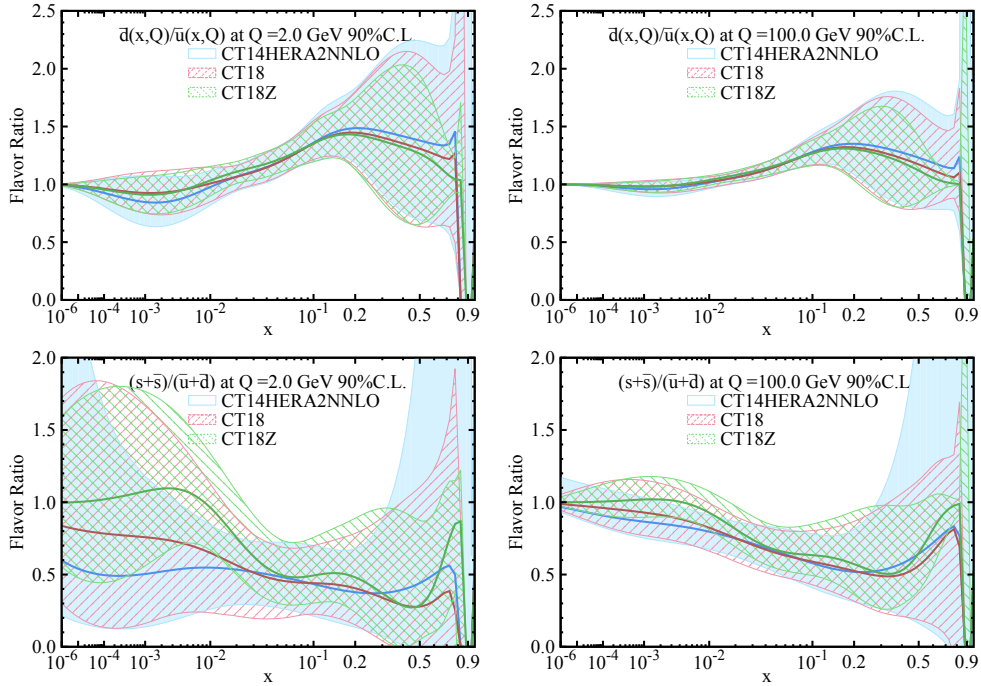 d̄(x,Q)/ū(x,Q) at Q =2.0 GeV 90%C.L
CT14HERA2NNLO
CT18
CT18Z
Flavor Ratio
2.5
2.0
1.5
1.0
0.5
0.0
10^-6 10^-4 10^-3 10^-2 10^-1 0.2 0.5 0.9
x
d̄(x,Q)/ū(x,Q) at Q =100.0 GeV 90%C.L.
CT14HERA2NNLO
CT18
CT18Z
Flavor Ratio
2.5
2.0
1.5
1.0
0.5
0.0
10^-6 10^-4 10^-3 10^-2 10^-1 0.2 0.5 0.9
x
(s+s̄)/(ū+d̄) at Q =2.0 GeV 90%C.L.
CT14HERA2NNLO
CT18
CT18Z
Flavor Ratio
2.0
1.5
1.0
0.5
0.0
10^-6 10^-4 10^-3 10^-2 10^-1 0.2 0.5 0.9
x
(s+s̄)/(ū+d̄) at Q =100.0 GeV 90%C.L
CT14HERA2NNLO
CT18
CT18Z
Flavor Ratio
2.0
1.5
1.0
0.5
0.0
10^-6 10^-4 10^-3 10^-2 10^-1 0.2 0.5 0.9
x